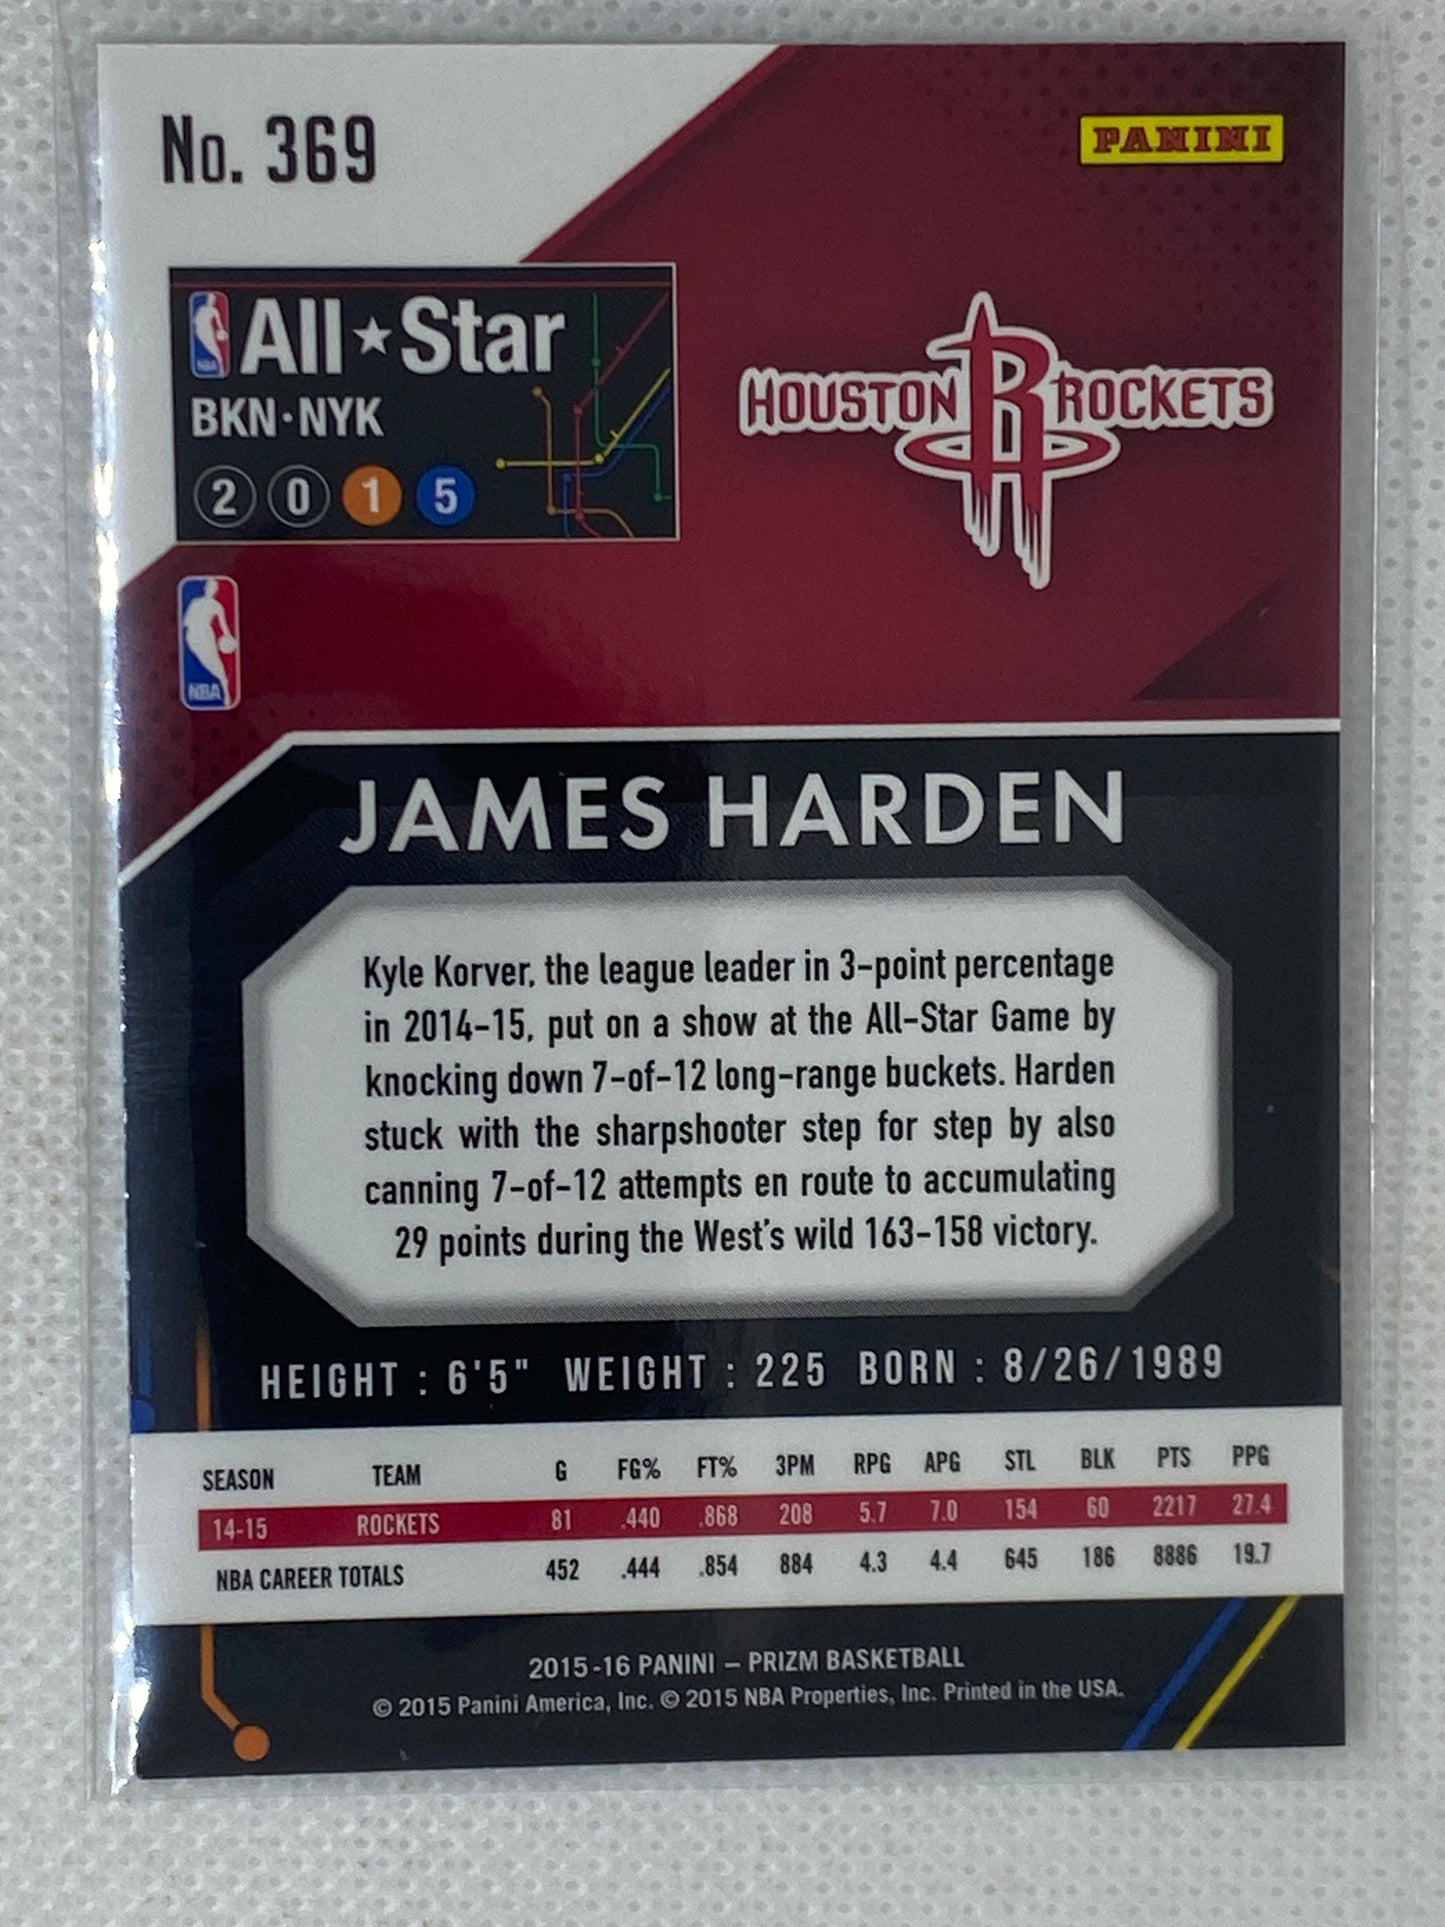 No. 369
PANINI
NBA
All★Star
BKN·NYK
2 0 1 5
HOUSTON R ROCKETS
NBA
JAMES HARDEN
Kyle Korver, the league leader in 3-point percentage
in 2014-15, put on a show at the All-Star Game by
knocking down 7-of-12 long-range buckets. Harden
stuck with the sharpshooter step for step by also
canning 7-of-12 attempts en route to accumulating
29 points during the West's wild 163-158 victory.
HEIGHT : 6'5" WEIGHT : 225 BORN : 8/26/1989
SEASON TEAM G FG% FT% 3PM RPG APG STL BLK PTS PPG
14-15 ROCKETS 81 .440 .868 208 5.7 7.0 154 60 2217 27.4
NBA CAREER TOTALS 452 .444 .854 884 4.3 4.4 645 186 8886 19.7
2015-16 PANINI – PRIZM BASKETBALL
© 2015 Panini America, Inc. © 2015 NBA Properties, Inc. Printed in the USA.